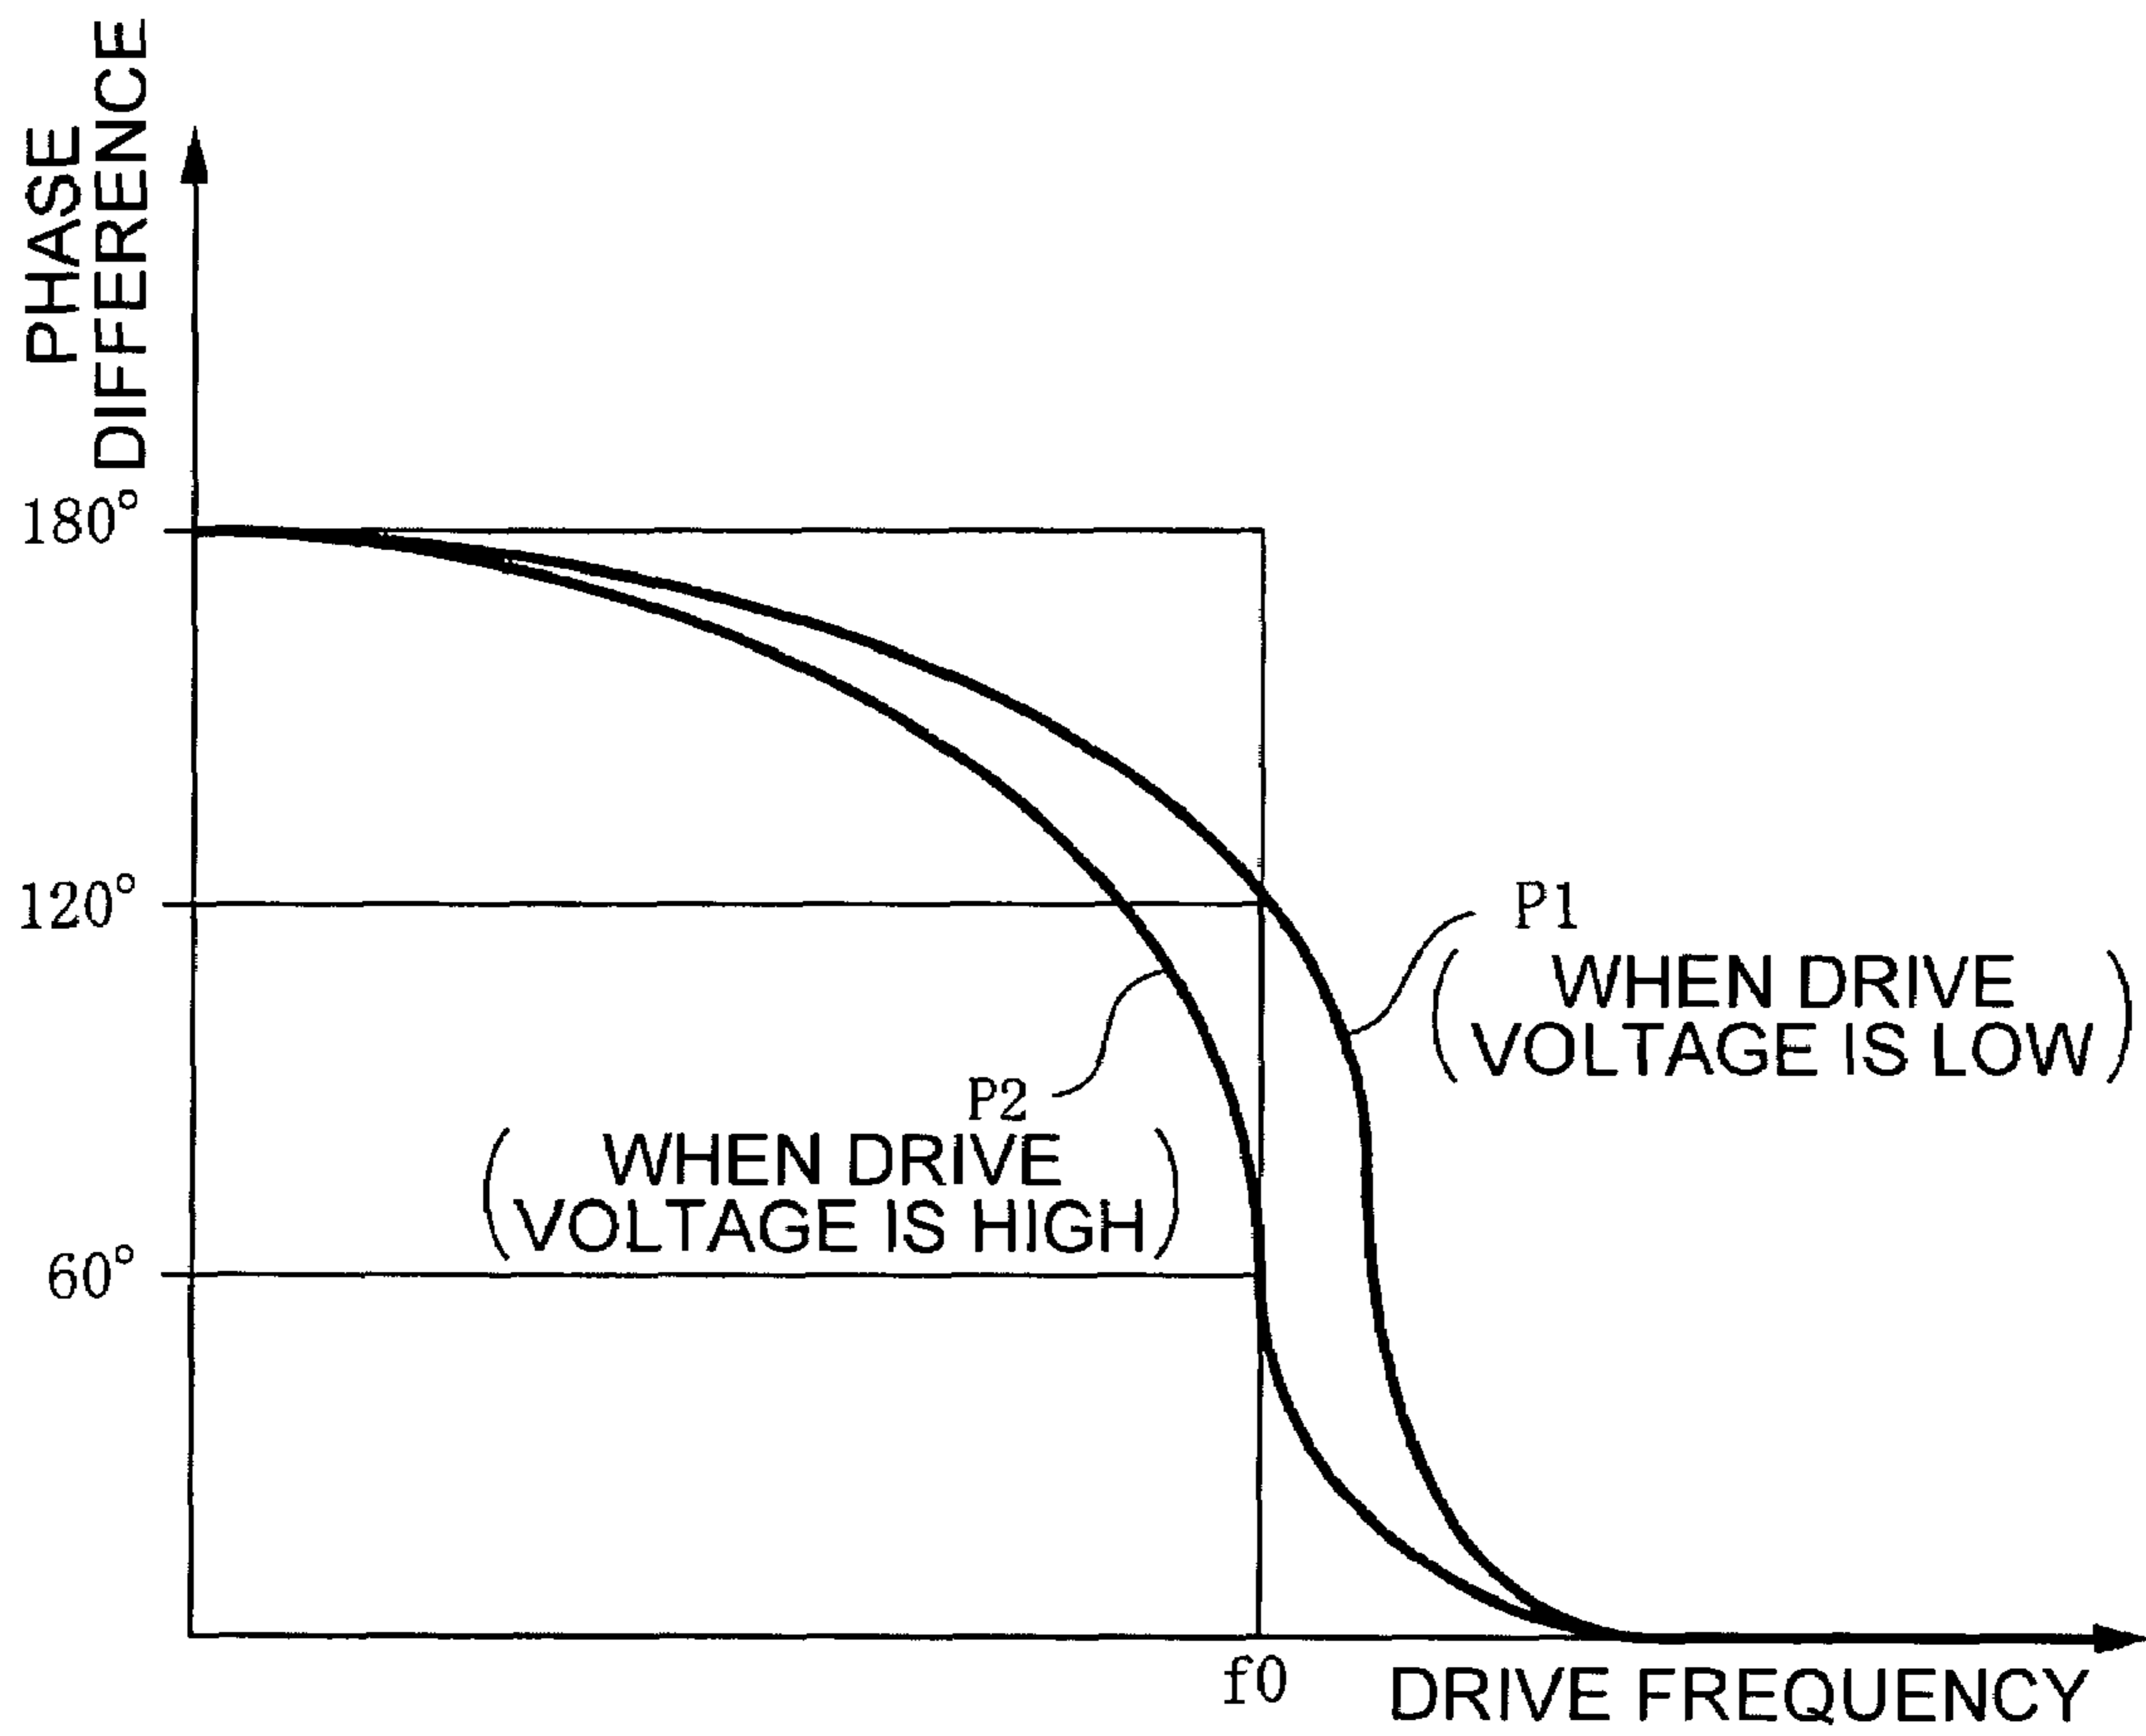 PHASE
DIFFERENCE
180°
120°
60°
P1
( WHEN DRIVE
VOLTAGE IS LOW )
P2
( WHEN DRIVE
VOLTAGE IS HIGH )
f0
DRIVE FREQUENCY